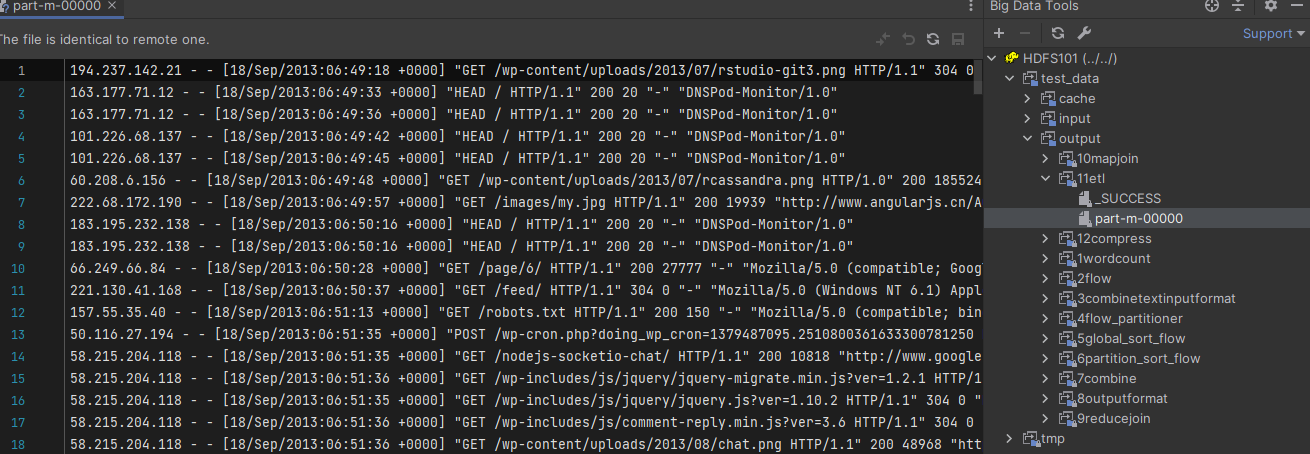 part-m-00000
The file is identical to remote one.
1 194.237.142.21 - - [18/Sep/2013:06:49:18 +0000] "GET /wp-content/uploads/2013/07/rstudio-git3.png HTTP/1.1" 304 0
2 163.177.71.12 - - [18/Sep/2013:06:49:33 +0000] "HEAD / HTTP/1.1" 200 20 "-" "DNSPod-Monitor/1.0"
3 163.177.71.12 - - [18/Sep/2013:06:49:36 +0000] "HEAD / HTTP/1.1" 200 20 "-" "DNSPod-Monitor/1.0"
4 101.226.68.137 - - [18/Sep/2013:06:49:42 +0000] "HEAD / HTTP/1.1" 200 20 "-" "DNSPod-Monitor/1.0"
5 101.226.68.137 - - [18/Sep/2013:06:49:45 +0000] "HEAD / HTTP/1.1" 200 20 "-" "DNSPod-Monitor/1.0"
6 60.208.6.156 - - [18/Sep/2013:06:49:48 +0000] "GET /wp-content/uploads/2013/07/rcassandra.png HTTP/1.0" 200 185524
7 222.68.172.190 - - [18/Sep/2013:06:49:57 +0000] "GET /images/my.jpg HTTP/1.1" 200 19939 "http://www.angularjs.cn/A
8 183.195.232.138 - - [18/Sep/2013:06:50:16 +0000] "HEAD / HTTP/1.1" 200 20 "-" "DNSPod-Monitor/1.0"
9 183.195.232.138 - - [18/Sep/2013:06:50:16 +0000] "HEAD / HTTP/1.1" 200 20 "-" "DNSPod-Monitor/1.0"
10 66.249.66.84 - - [18/Sep/2013:06:50:28 +0000] "GET /page/6/ HTTP/1.1" 200 27777 "-" "Mozilla/5.0 (compatible; Goog
11 221.130.41.168 - - [18/Sep/2013:06:50:37 +0000] "GET /feed/ HTTP/1.1" 304 0 "-" "Mozilla/5.0 (Windows NT 6.1) Appl
12 157.55.35.40 - - [18/Sep/2013:06:51:13 +0000] "GET /robots.txt HTTP/1.1" 200 150 "-" "Mozilla/5.0 (compatible; bin
13 50.116.27.194 - - [18/Sep/2013:06:51:35 +0000] "POST /wp-cron.php?doing_wp_cron=1379487095.2510800361633300781250
14 58.215.204.118 - - [18/Sep/2013:06:51:35 +0000] "GET /nodejs-socketio-chat/ HTTP/1.1" 200 10818 "http://www.google
15 58.215.204.118 - - [18/Sep/2013:06:51:36 +0000] "GET /wp-includes/js/jquery/jquery-migrate.min.js?ver=1.2.1 HTTP/1
16 58.215.204.118 - - [18/Sep/2013:06:51:36 +0000] "GET /wp-includes/js/jquery/jquery.js?ver=1.10.2 HTTP/1.1" 304 0 "
17 58.215.204.118 - - [18/Sep/2013:06:51:36 +0000] "GET /wp-includes/js/comment-reply.min.js?ver=3.6 HTTP/1.1" 304 0
18 58.215.204.118 - - [18/Sep/2013:06:51:36 +0000] "GET /wp-content/uploads/2013/08/chat.png HTTP/1.1" 200 48968 "htt
Big Data Tools
Support
HDFS101 (../../)
test_data
cache
input
output
10mapjoin
11etl
_SUCCESS
part-m-00000
12compress
1wordcount
2flow
3combinetextinputformat
4flow_partitioner
5global_sort_flow
6partition_sort_flow
7combine
8outputformat
9reducejoin
tmp